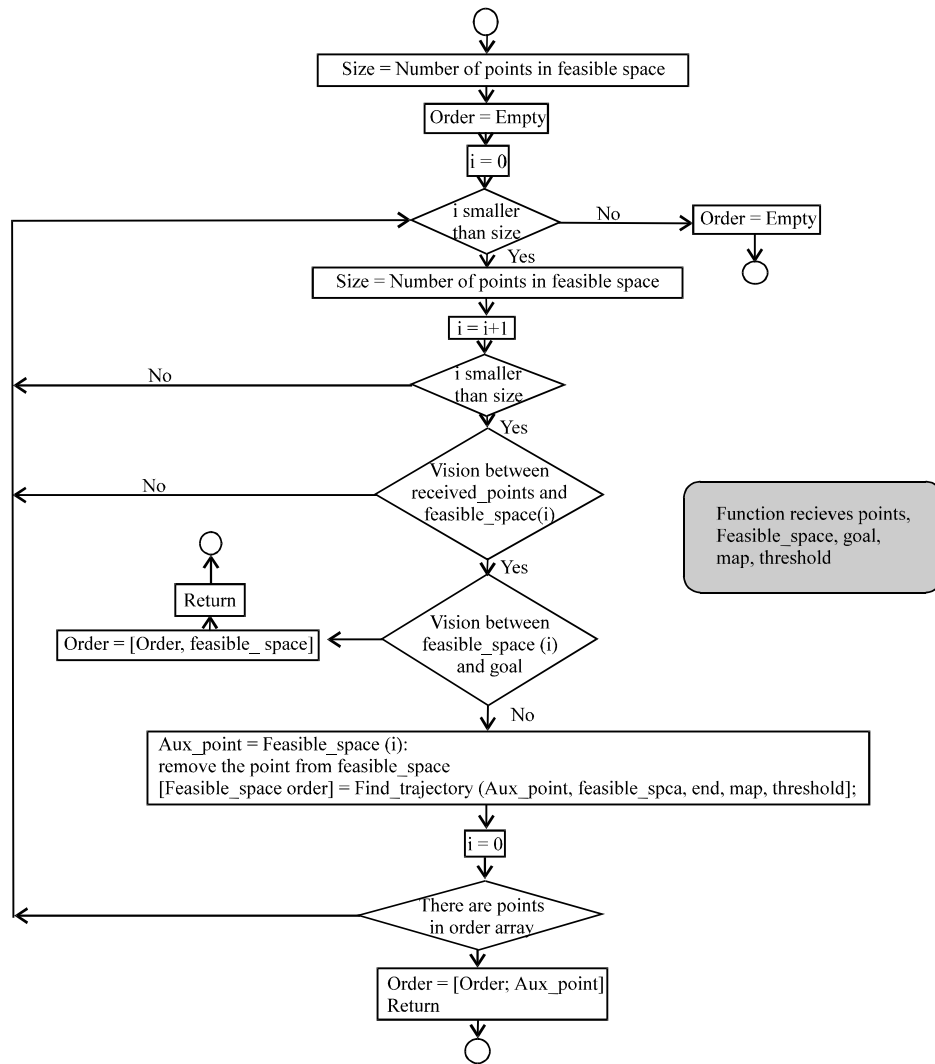 Size = Number of points in feasible space
Order = Empty
i = 0
i smaller
than size
No
Order = Empty
Yes
Size = Number of points in feasible space
i = i+1
i smaller
than size
No
Yes
Vision between
received_points and
feasible_space(i)
No
Function recieves points,
Feasible_space, goal,
map, threshold
Yes
Return
Order = [Order, feasible_ space]
Vision between
feasible_space (i)
and goal
No
Aux_point = Feasible_space (i):
remove the point from feasible_space
[Feasible_space order] = Find_trajectory (Aux_point, feasible_spca, end, map, threshold];
i = 0
There are points
in order array
Order = [Order; Aux_point]
Return